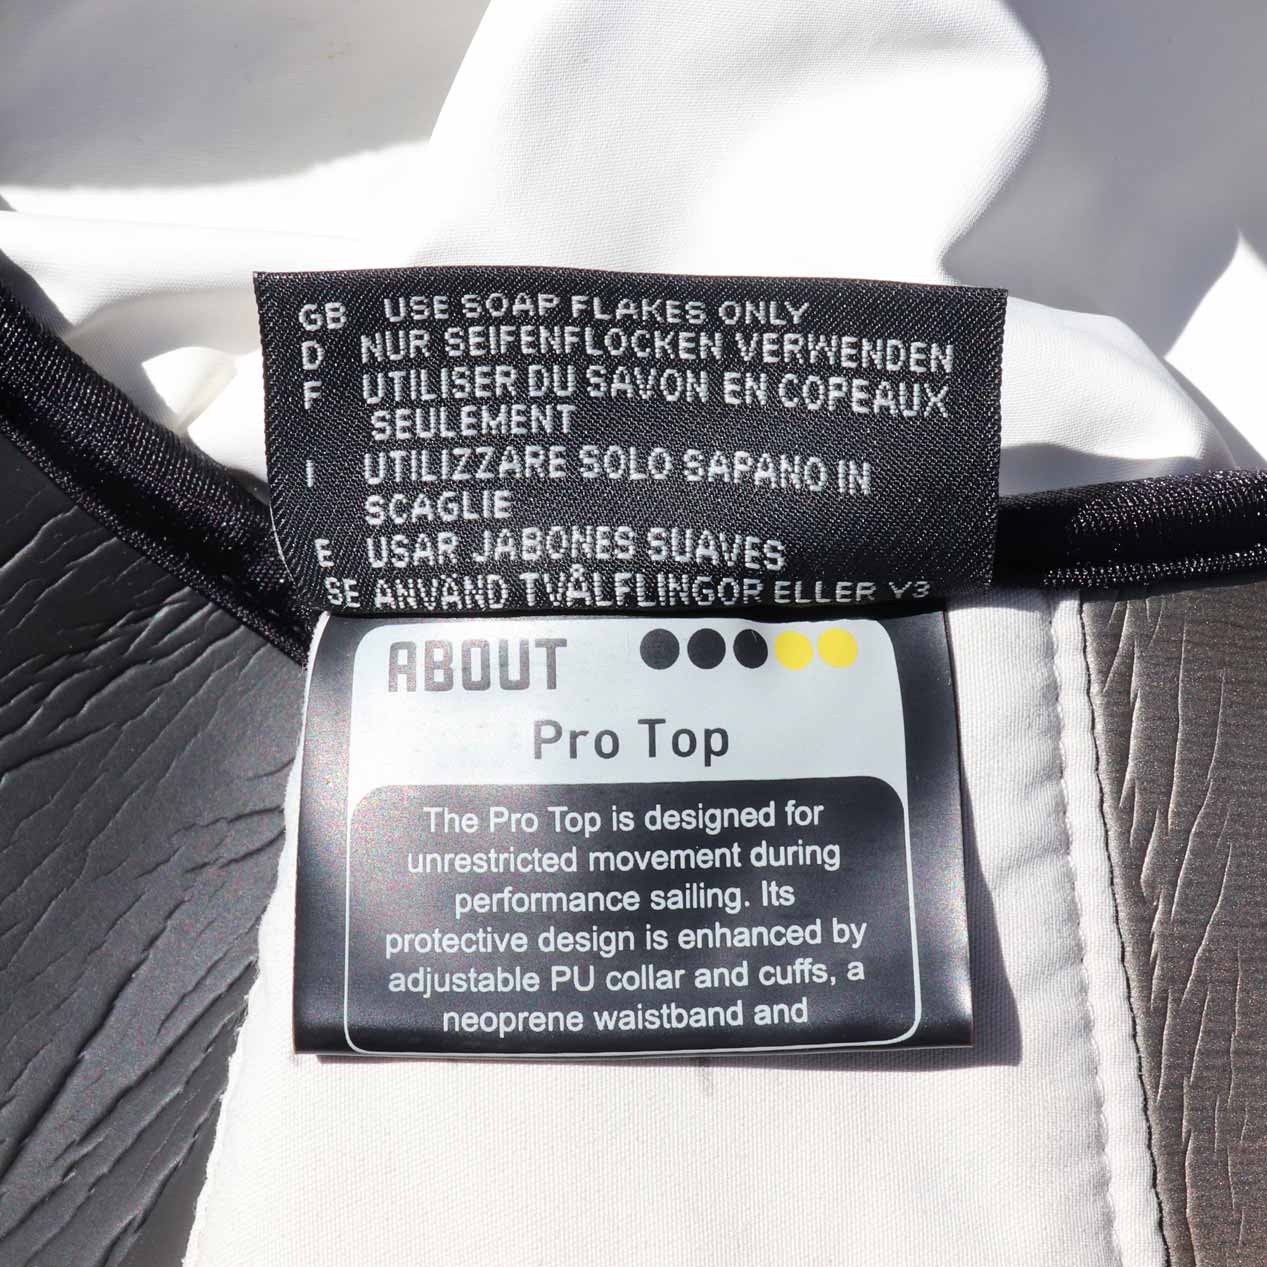 GB USE SOAP FLAKES ONLY
D NUR SEIFENFLOCKEN VERWENDEN
F UTILISER DU SAVON EN COPEAUX
SEULEMENT
I UTILIZZARE SOLO SAPANO IN
SCAGLIE
E USAR JABONES SUAVES
SE ANVÄND TVÅLFLINGOR ELLER V3
ABOUT
Pro Top
The Pro Top is designed for
unrestricted movement during
performance sailing. Its
protective design is enhanced by
adjustable PU collar and cuffs, a
neoprene waistband and